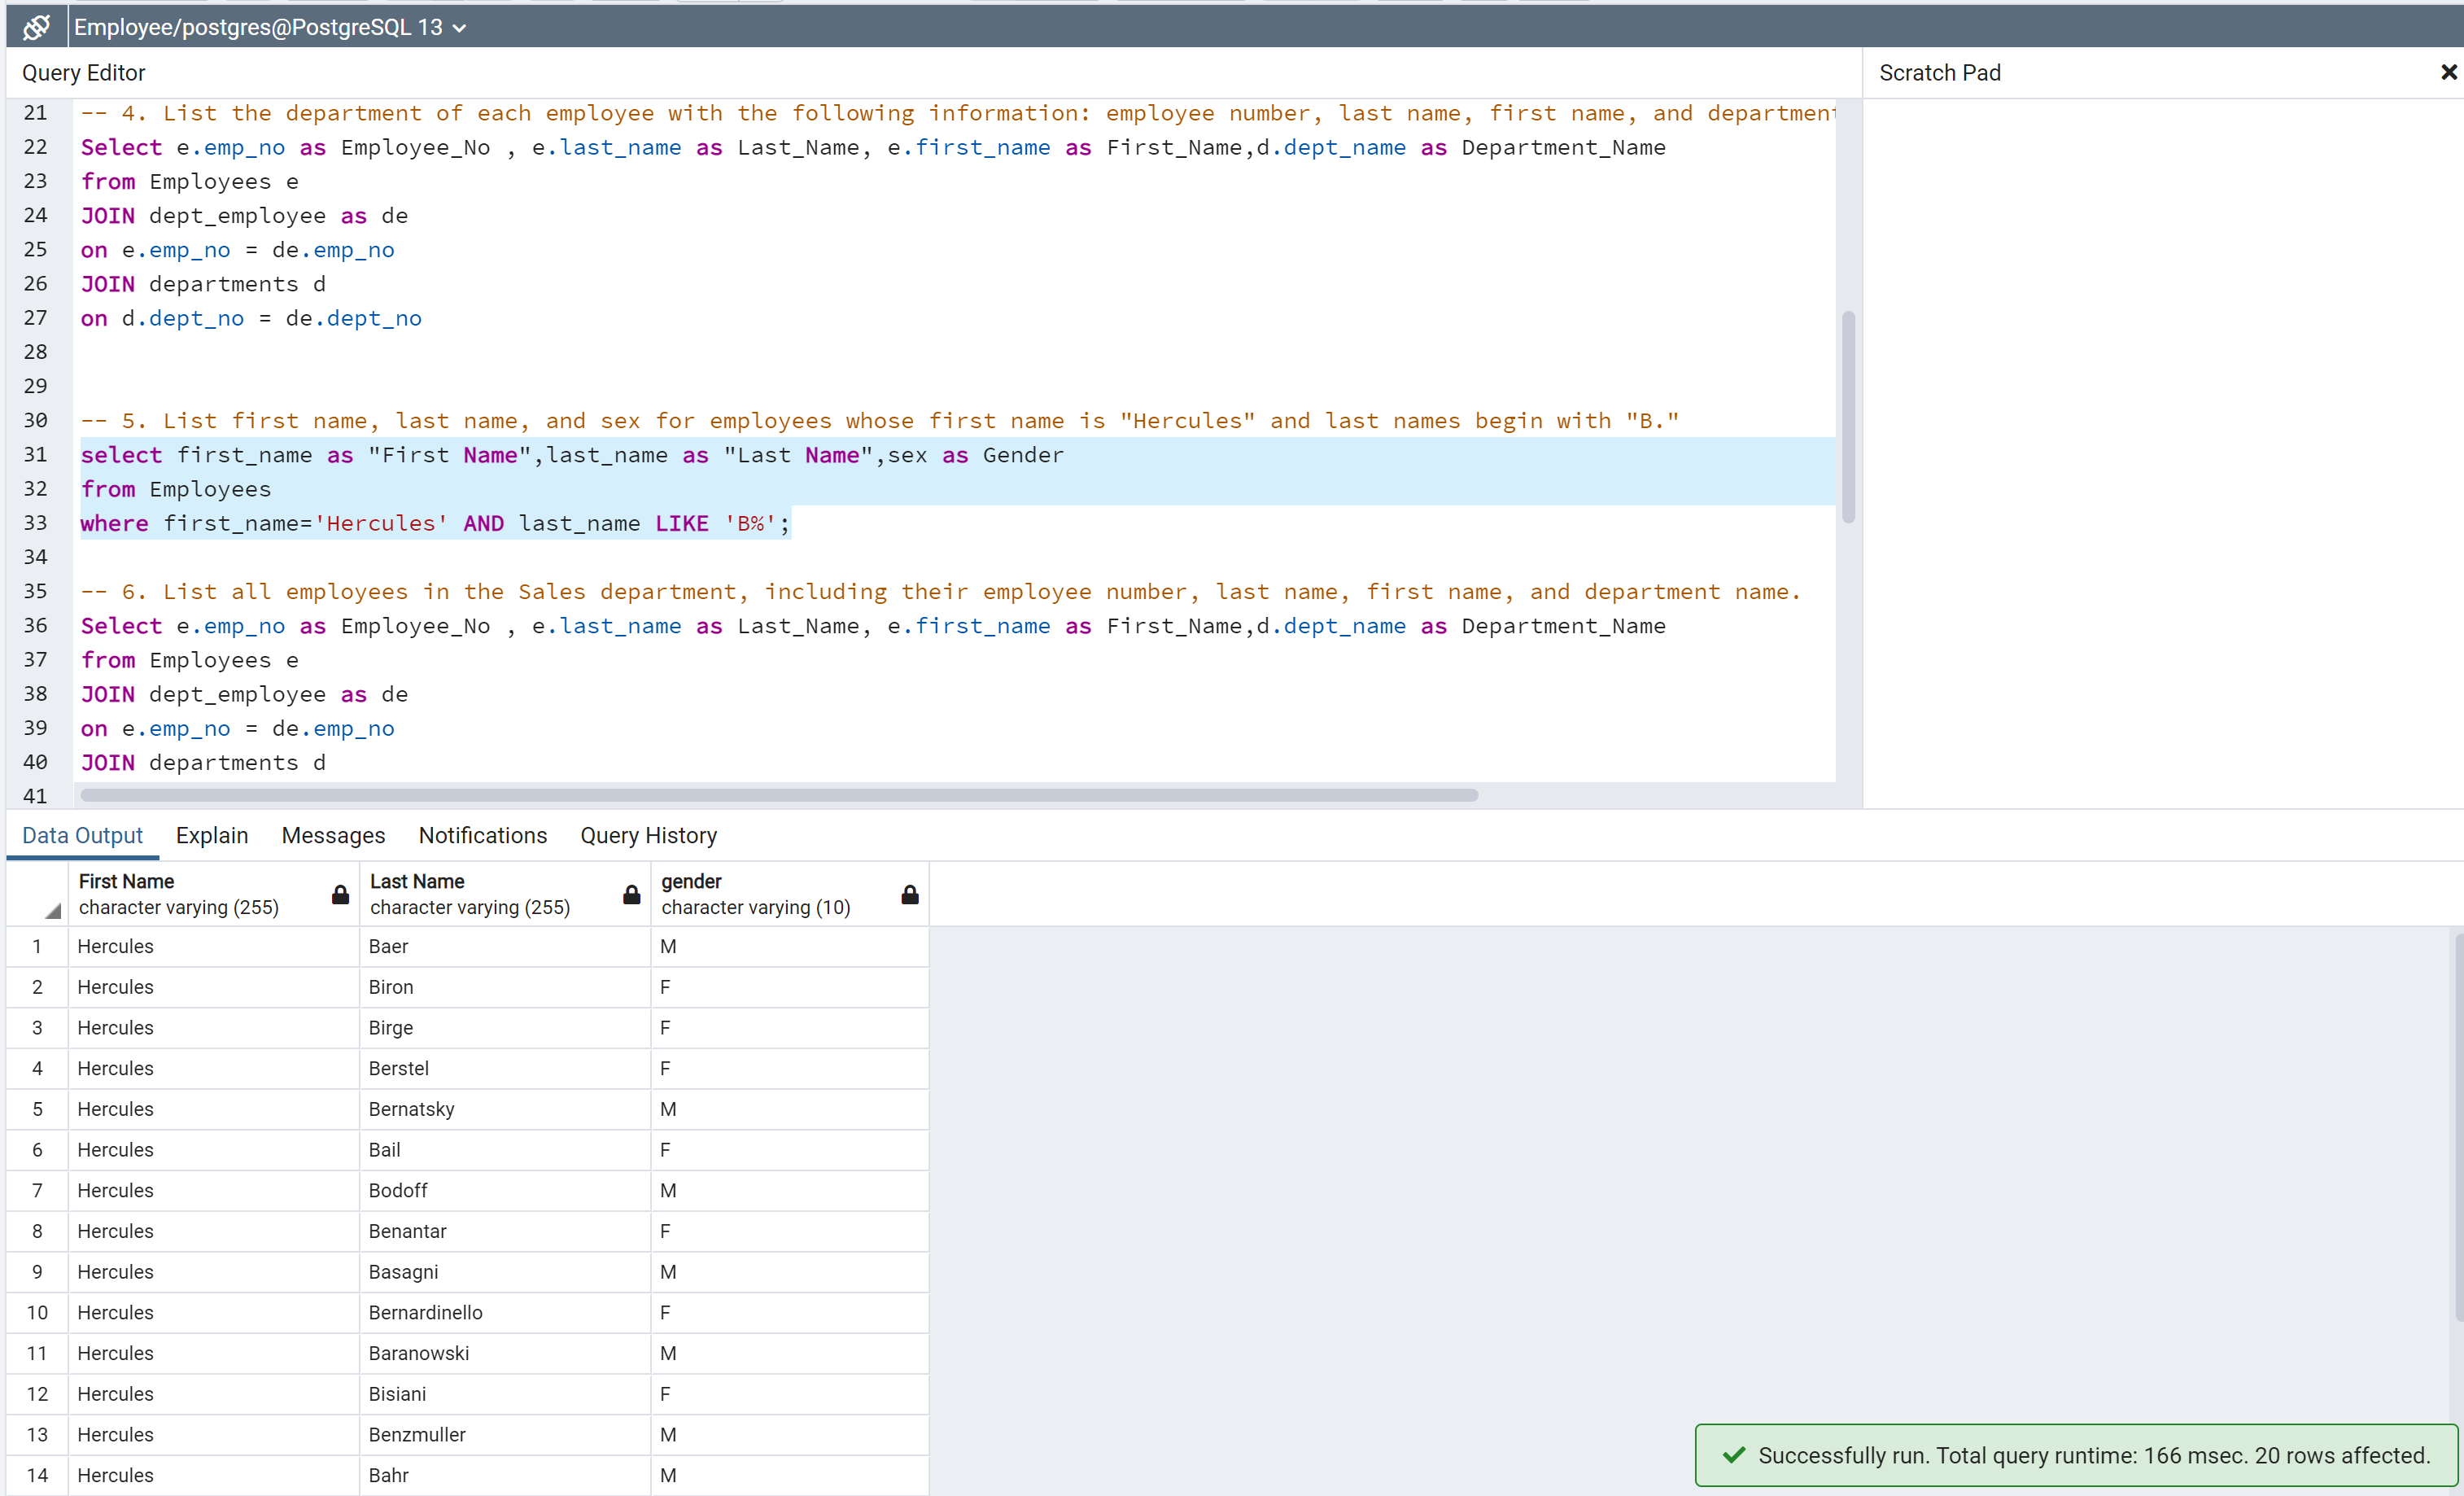 Employee/postgres@PostgreSQL 13
Query Editor
Scratch Pad
21 -- 4. List the department of each employee with the following information: employee number, last name, first name, and department
22 Select e.emp_no as Employee_No , e.last_name as Last_Name, e.first_name as First_Name,d.dept_name as Department_Name
23 from Employees e
24 JOIN dept_employee as de
25 on e.emp_no = de.emp_no
26 JOIN departments d
27 on d.dept_no = de.dept_no
28
29
30 -- 5. List first name, last name, and sex for employees whose first name is "Hercules" and last names begin with "B."
31 select first_name as "First Name",last_name as "Last Name",sex as Gender
32 from Employees
33 where first_name='Hercules' AND last_name LIKE 'B%';
34
35 -- 6. List all employees in the Sales department, including their employee number, last name, first name, and department name.
36 Select e.emp_no as Employee_No , e.last_name as Last_Name, e.first_name as First_Name,d.dept_name as Department_Name
37 from Employees e
38 JOIN dept_employee as de
39 on e.emp_no = de.emp_no
40 JOIN departments d
41
Data Output Explain Messages Notifications Query History
First Name Last Name gender
character varying (255) character varying (255) character varying (10)
1 Hercules Baer M
2 Hercules Biron F
3 Hercules Birge F
4 Hercules Berstel F
5 Hercules Bernatsky M
6 Hercules Bail F
7 Hercules Bodoff M
8 Hercules Benantar F
9 Hercules Basagni M
10 Hercules Bernardinello F
11 Hercules Baranowski M
12 Hercules Bisiani F
13 Hercules Benzmuller M
14 Hercules Bahr M
Successfully run. Total query runtime: 166 msec. 20 rows affected.